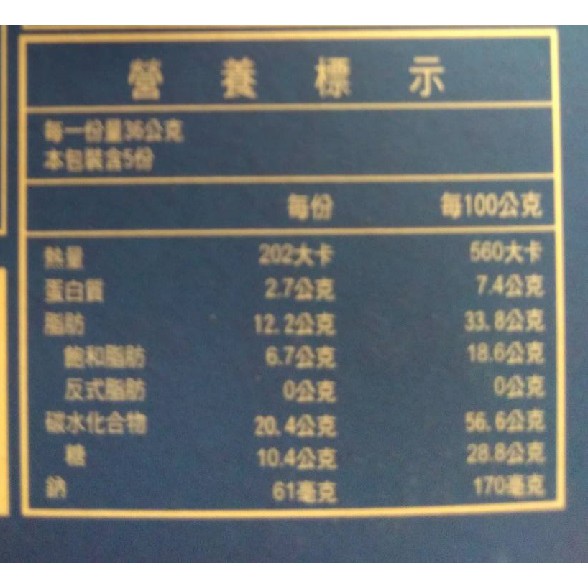 營養標示
每一份量36公克
本包裝含5份
每份 每100公克
熱量 202大卡 560大卡
蛋白質 2.7公克 7.4公克
脂肪 12.2公克 33.8公克
飽和脂肪 6.7公克 18.6公克
反式脂肪 0公克 0公克
碳水化合物 20.4公克 56.6公克
糖 10.4公克 28.8公克
鈉 61毫克 170毫克